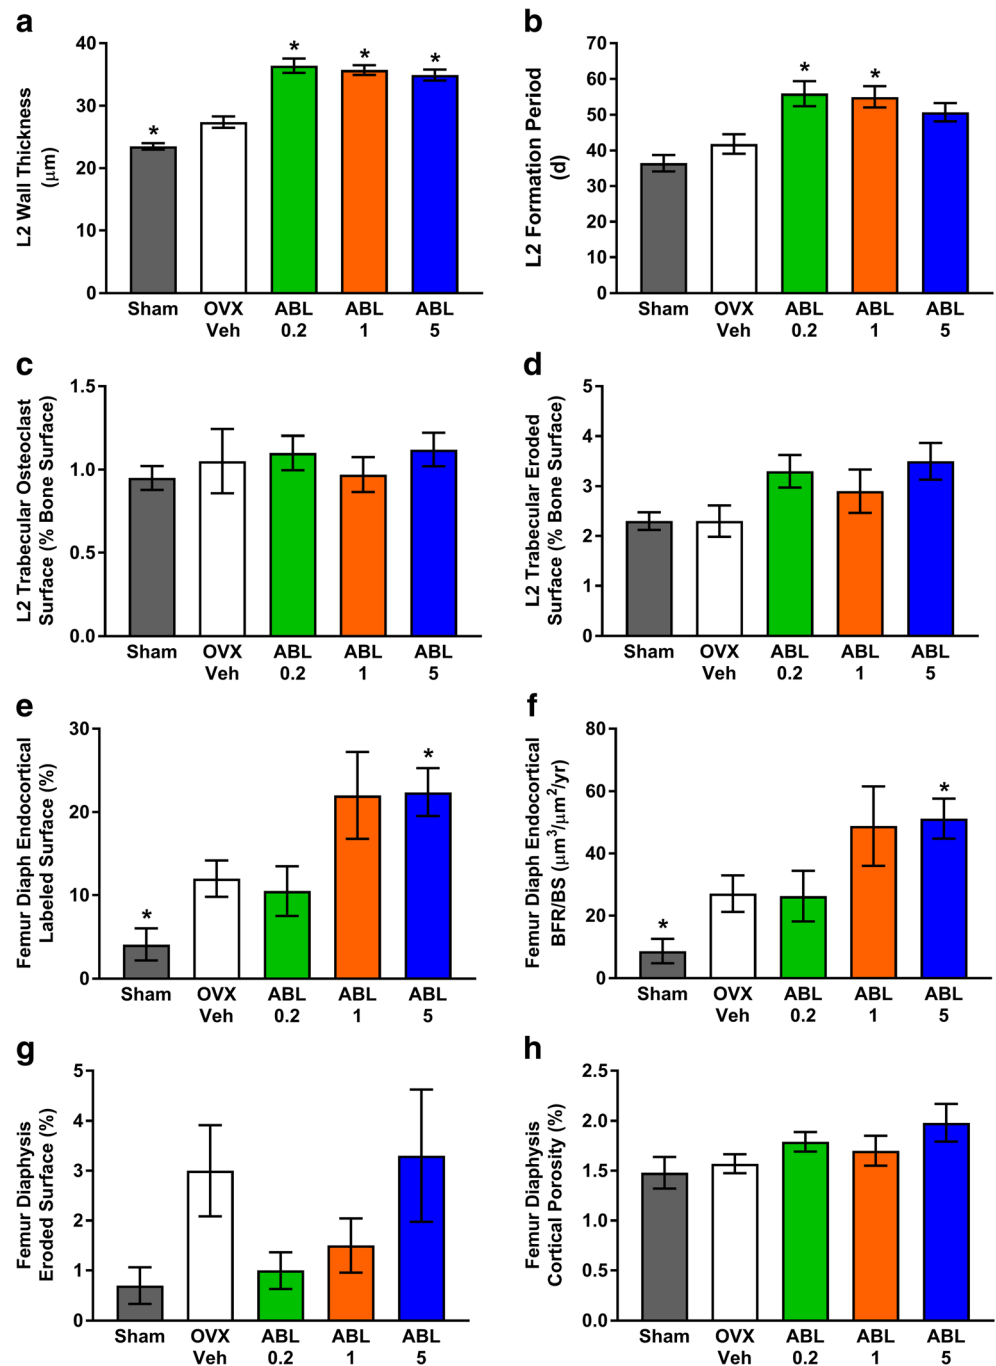 a
L2 Wall Thickness
(μm)
40
30
20
10
0
*
*
*
*
Sham
OVX
Veh
ABL
0.2
ABL
1
ABL
5
b
L2 Formation Period
(d)
70
60
50
40
30
20
10
0
*
*
Sham
OVX
Veh
ABL
0.2
ABL
1
ABL
5
c
L2 Trabecular Osteoclast
Surface (% Bone Surface)
1.5
1.0
0.5
0.0
Sham
OVX
Veh
ABL
0.2
ABL
1
ABL
5
d
L2 Trabecular Eroded
Surface (% Bone Surface)
5
4
3
2
1
0
Sham
OVX
Veh
ABL
0.2
ABL
1
ABL
5
e
Femur Diaph Endocortical
Labeled Surface (%)
30
20
10
0
*
*
Sham
OVX
Veh
ABL
0.2
ABL
1
ABL
5
f
Femur Diaph Endocortical
BFR/BS (μm³/μm²/yr)
80
60
40
20
0
*
*
Sham
OVX
Veh
ABL
0.2
ABL
1
ABL
5
g
Femur Diaphysis
Eroded Surface (%)
5
4
3
2
1
0
Sham
OVX
Veh
ABL
0.2
ABL
1
ABL
5
h
Femur Diaphysis
Cortical Porosity (%)
2.5
2.0
1.5
1.0
0.5
0.0
Sham
OVX
Veh
ABL
0.2
ABL
1
ABL
5